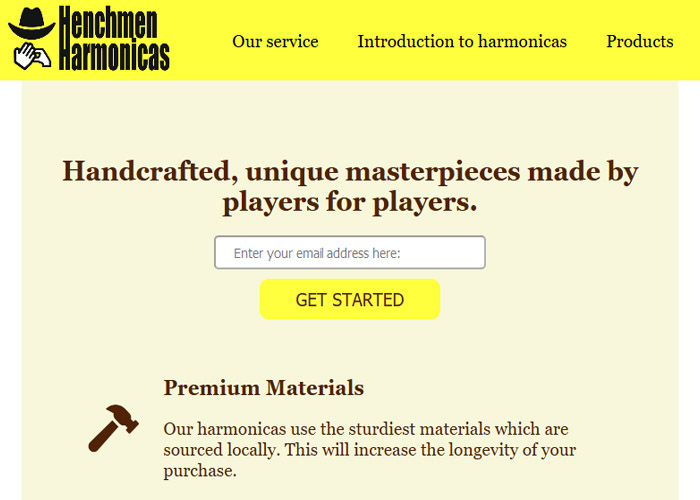 Henchmen
Harmonicas
Our service
Introduction to harmonicas
Products
Handcrafted, unique masterpieces made by
players for players.
Enter your email address here:
GET STARTED
Premium Materials
Our harmonicas use the sturdiest materials which are
sourced locally. This will increase the longevity of your
purchase.